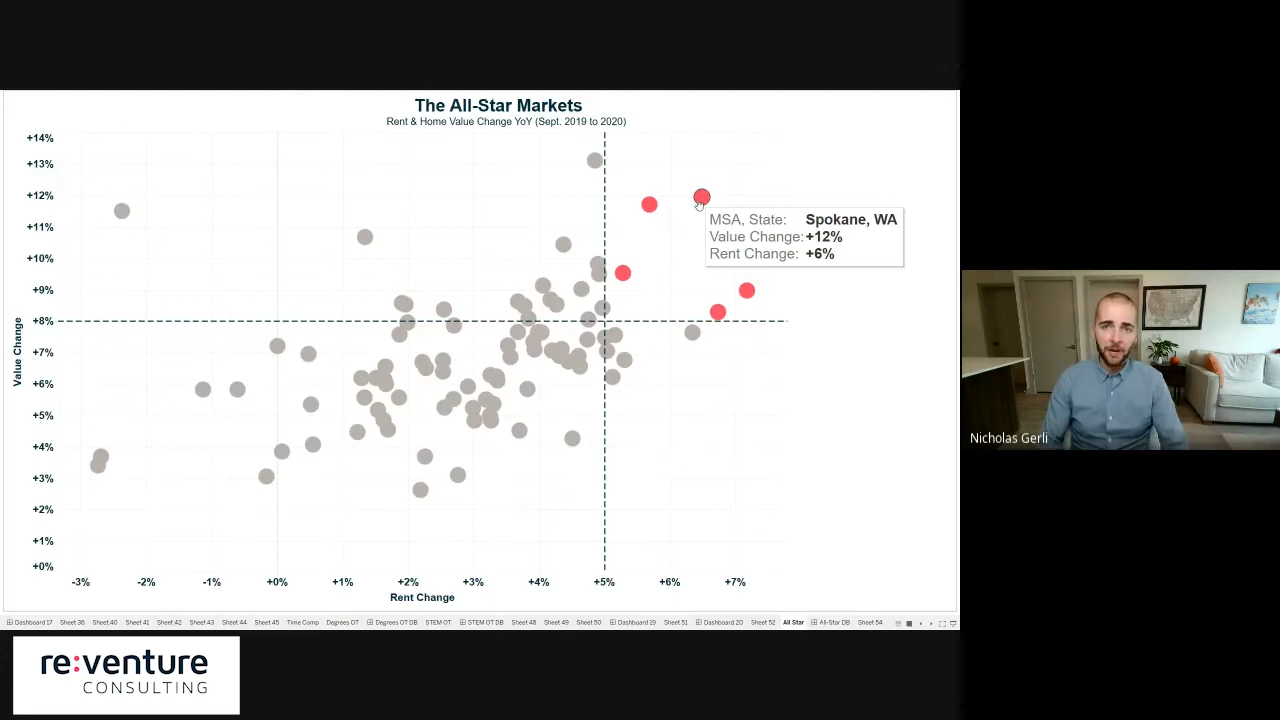 The All-Star Markets
Rent & Home Value Change YoY (Sept. 2019 to 2020)
+14%
+13%
+12%
+11%
+10%
+9%
+8%
+7%
+6%
+5%
+4%
+3%
+2%
+1%
+0%
Value Change
MSA, State: Spokane, WA
Value Change: +12%
Rent Change: +6%
-3% -2% -1% +0% +1% +2% +3% +4% +5% +6% +7%
Rent Change
Nicholas Gerli
Dashboard 17 Sheet 36 Sheet 40 Sheet 41 Sheet 42 Sheet 43 Sheet 44 Sheet 45 Time Comp Degrees OT Degrees OT DB STEM OT STEM OT DB Sheet 48 Sheet 49 Sheet 50 Dashboard 19 Sheet 51 Dashboard 20 Sheet 52 All Star All-Star DB Sheet 54
re:venture
CONSULTING